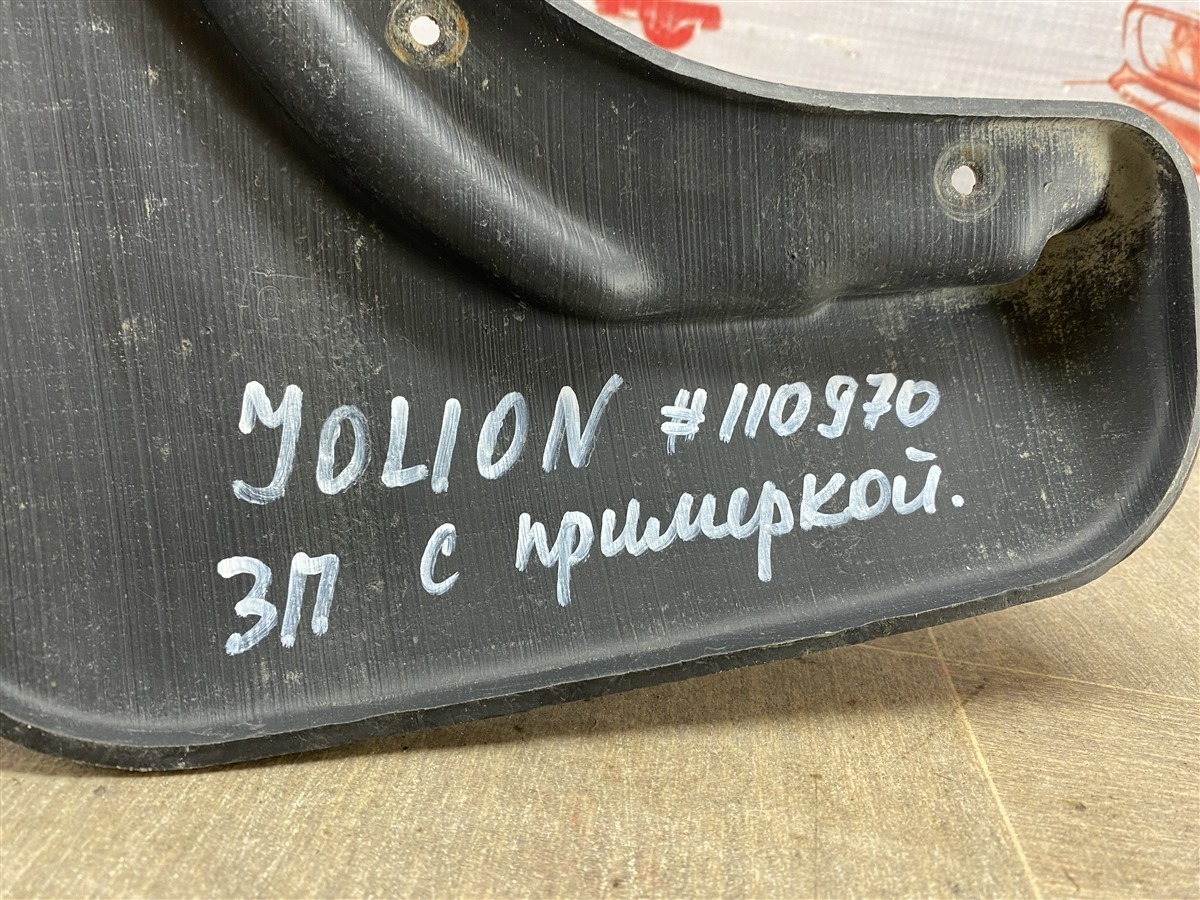 JOLION #110970
ЗП с примеркой.